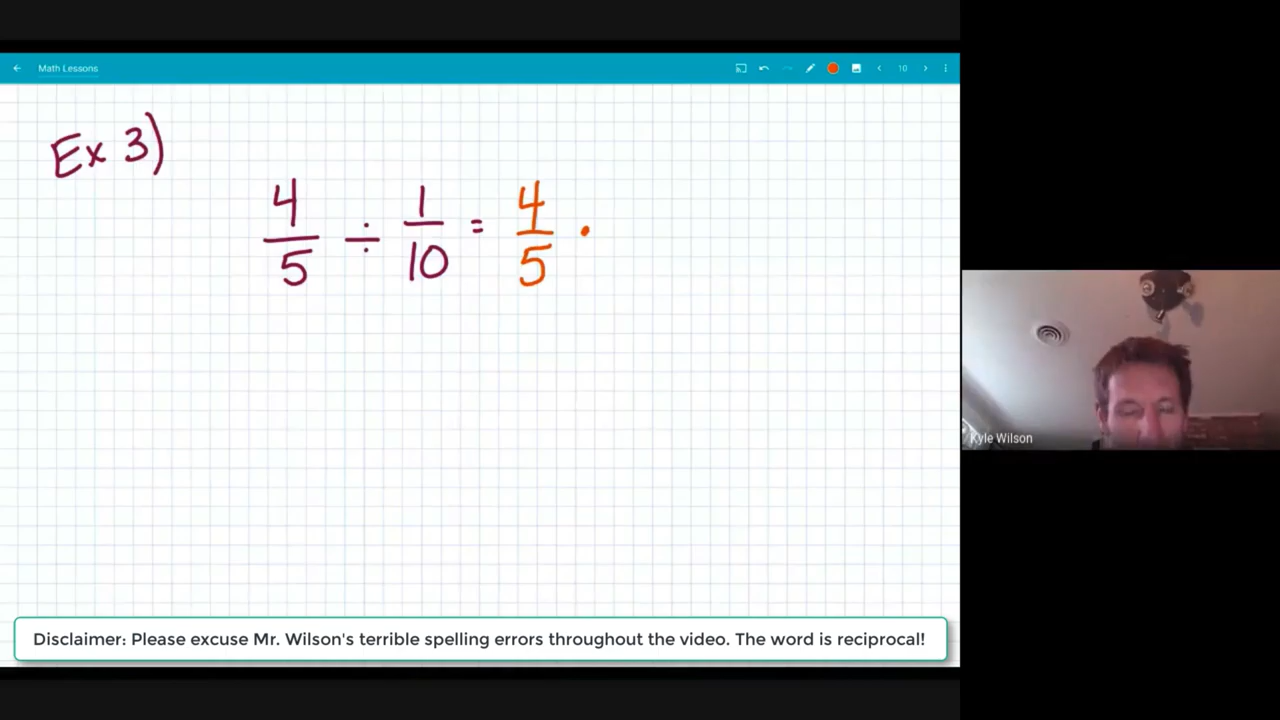 Math Lessons
10
Ex 3)
4/5 ÷ 1/10 = 4/5 ·
Kyle Wilson
Disclaimer: Please excuse Mr. Wilson's terrible spelling errors throughout the video. The word is reciprocal!